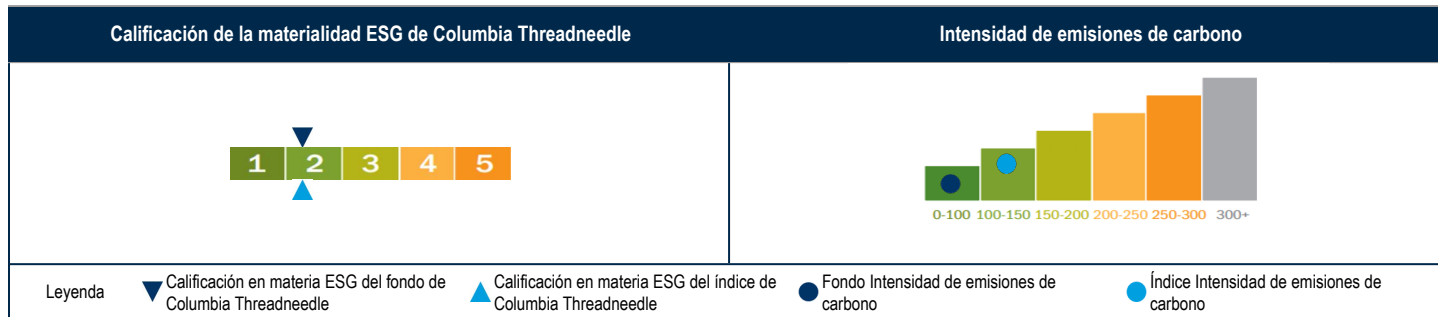 Calificación de la materialidad ESG de Columbia Threadneedle
Intensidad de emisiones de carbono
1 2 3 4 5
0-100 100-150 150-200 200-250 250-300 300+
Leyenda
Calificación en materia ESG del fondo de
Columbia Threadneedle
Calificación en materia ESG del índice de
Columbia Threadneedle
Fondo Intensidad de emisiones de
carbono
Índice Intensidad de emisiones de
carbono